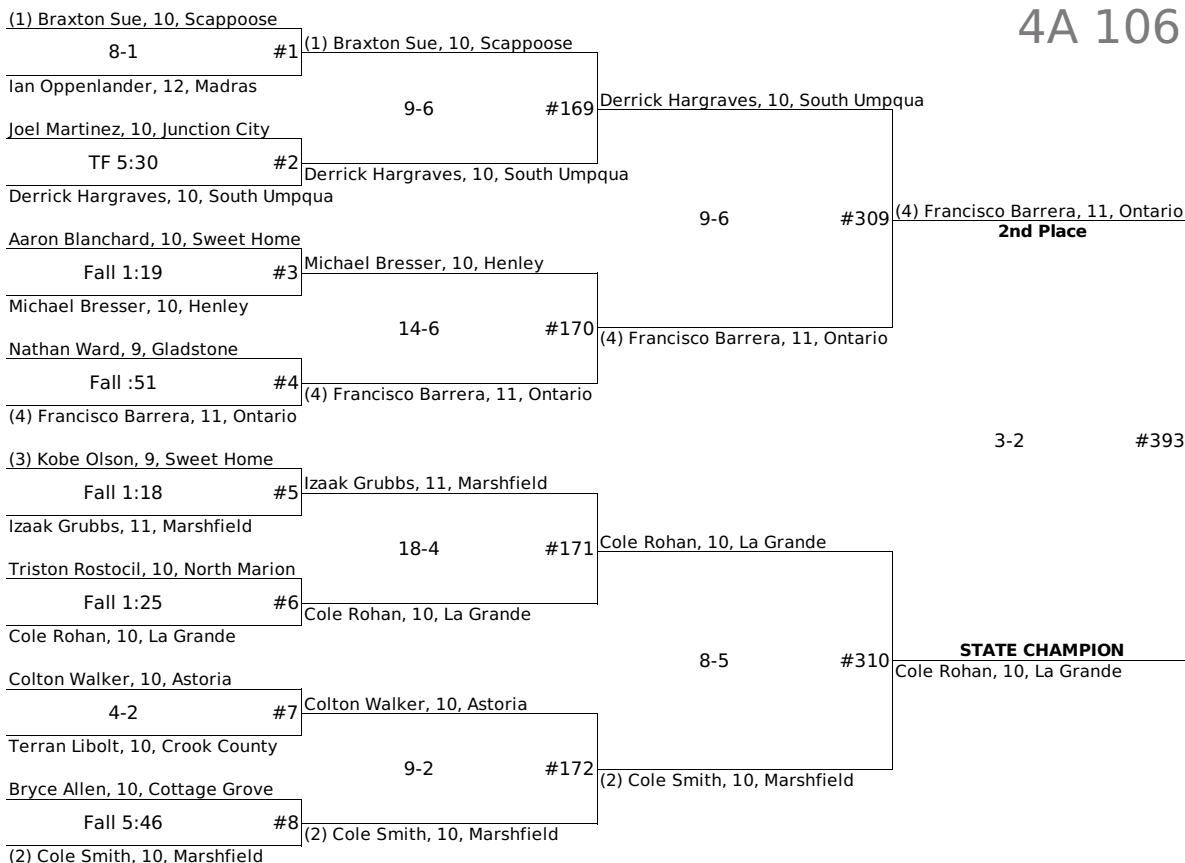 4A 106
(1) Braxton Sue, 10, Scappoose
8-1 #1
Ian Oppenlander, 12, Madras
Joel Martinez, 10, Junction City
TF 5:30 #2
Derrick Hargraves, 10, South Umpqua
Aaron Blanchard, 10, Sweet Home
Fall 1:19 #3
Michael Bresser, 10, Henley
Nathan Ward, 9, Gladstone
Fall :51 #4
(4) Francisco Barrera, 11, Ontario
(3) Kobe Olson, 9, Sweet Home
Fall 1:18 #5
Izaak Grubbs, 11, Marshfield
Triston Rostocil, 10, North Marion
Fall 1:25 #6
Cole Rohan, 10, La Grande
Colton Walker, 10, Astoria
4-2 #7
Terran Libolt, 10, Crook County
Bryce Allen, 10, Cottage Grove
Fall 5:46 #8
(2) Cole Smith, 10, Marshfield
(1) Braxton Sue, 10, Scappoose
9-6 #169
Derrick Hargraves, 10, South Umpqua
Michael Bresser, 10, Henley
14-6 #170
(4) Francisco Barrera, 11, Ontario
Izaak Grubbs, 11, Marshfield
18-4 #171
Cole Rohan, 10, La Grande
Colton Walker, 10, Astoria
9-2 #172
(2) Cole Smith, 10, Marshfield
Derrick Hargraves, 10, South Umpqua
9-6 #309
(4) Francisco Barrera, 11, Ontario
Cole Rohan, 10, La Grande
8-5 #310
(2) Cole Smith, 10, Marshfield
(4) Francisco Barrera, 11, Ontario
2nd Place
3-2 #393
STATE CHAMPION
Cole Rohan, 10, La Grande